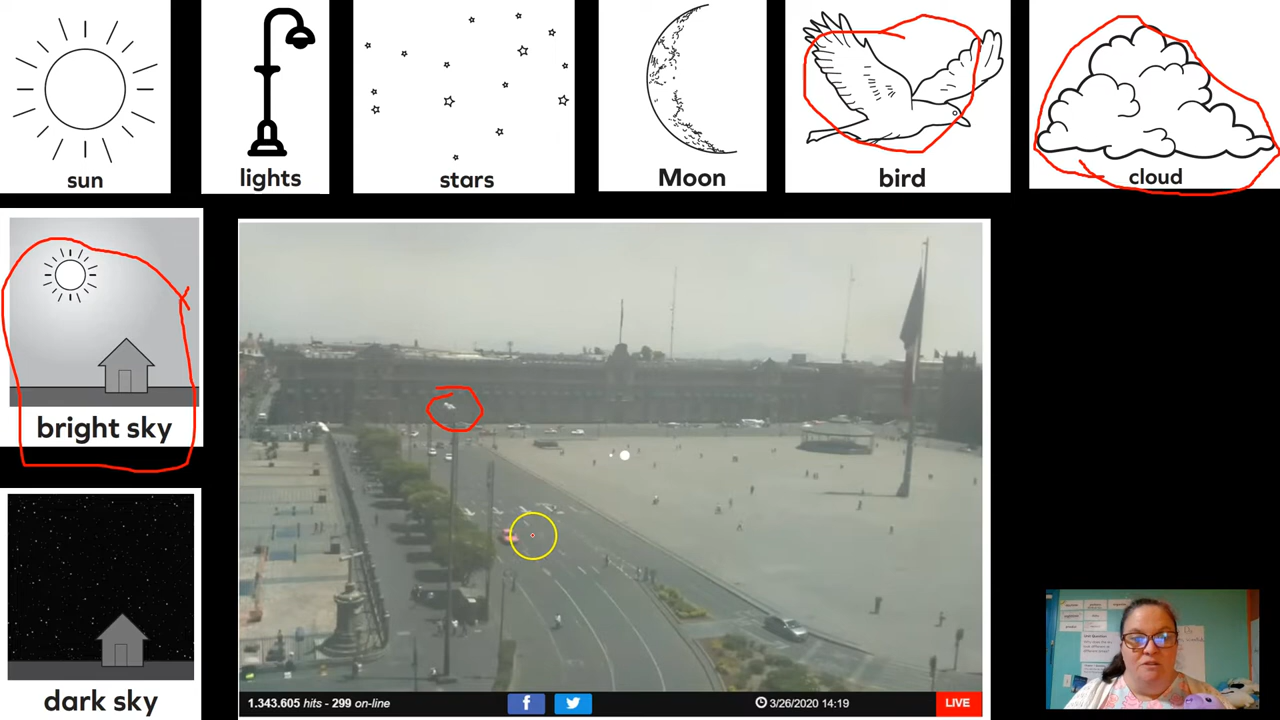 sun
lights
stars
Moon
bird
cloud
bright sky
dark sky
1.343.605 hits - 299 on-line
3/26/2020 14:19
LIVE